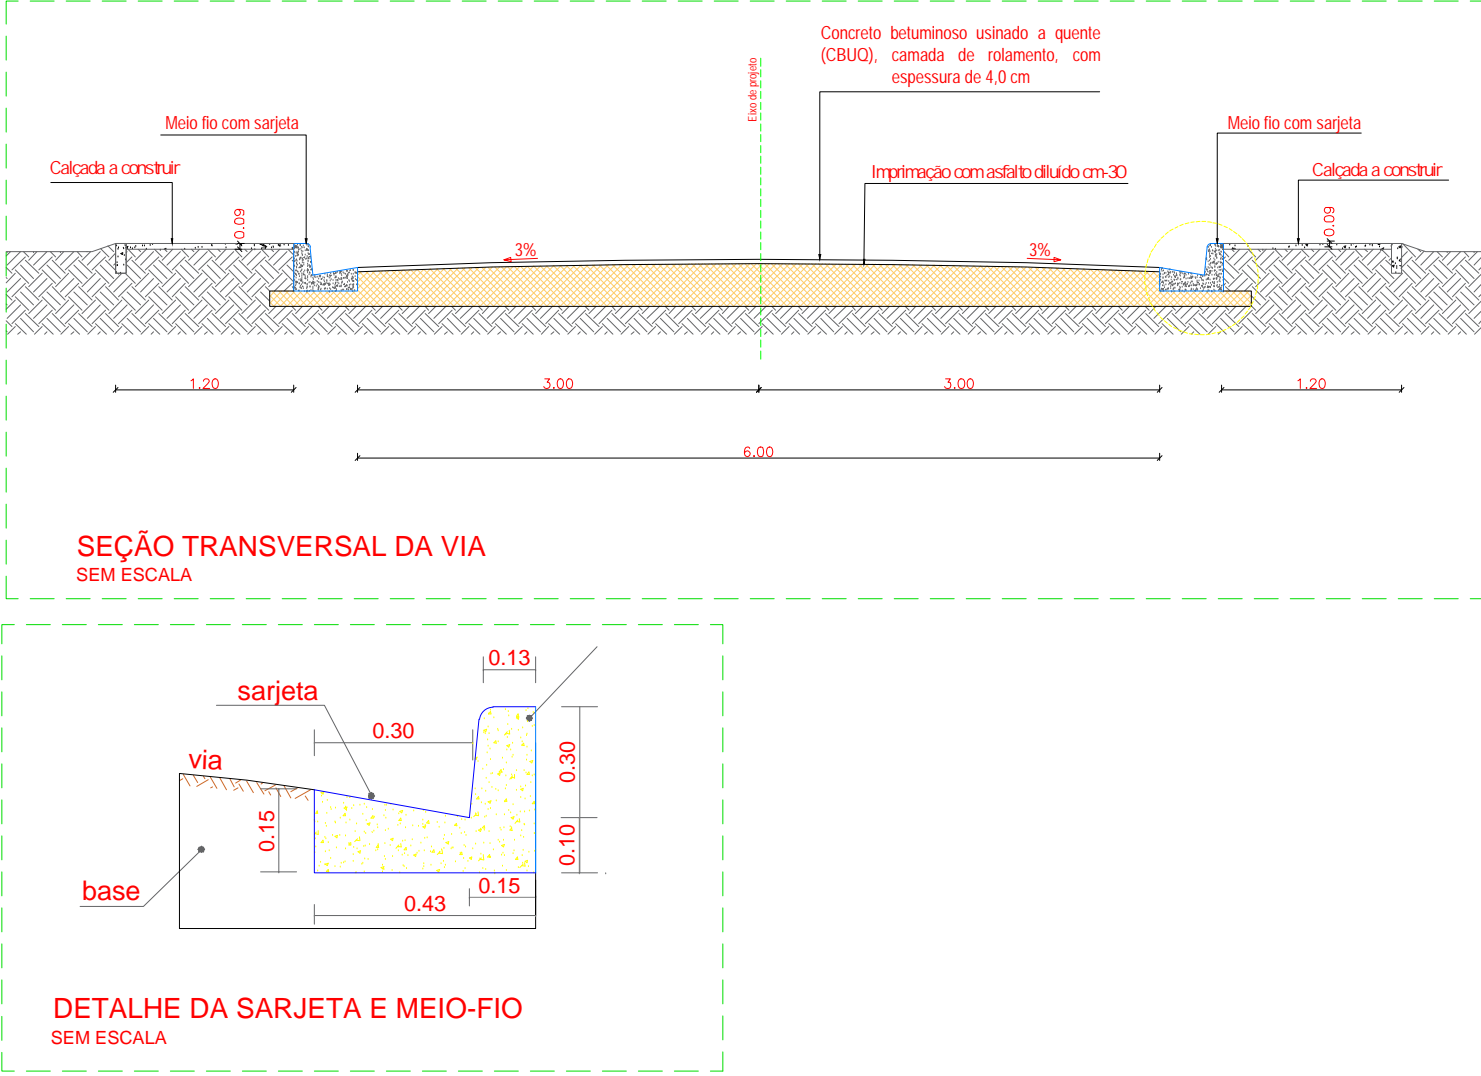 Concreto betuminoso usinado a quente
(CBUQ), camada de rolamento, com
espessura de 4,0 cm
Eixo de projeto
Meio fio com sarjeta
Meio fio com sarjeta
Calçada a construir
Imprimação com asfalto diluído cm-30
Calçada a construir
0.09
0.09
3%
3%
1.20
3.00
3.00
1.20
6.00
SEÇÃO TRANSVERSAL DA VIA
SEM ESCALA
0.13
sarjeta
0.30
via
0.30
0.15
0.10
base
0.15
0.43
DETALHE DA SARJETA E MEIO-FIO
SEM ESCALA